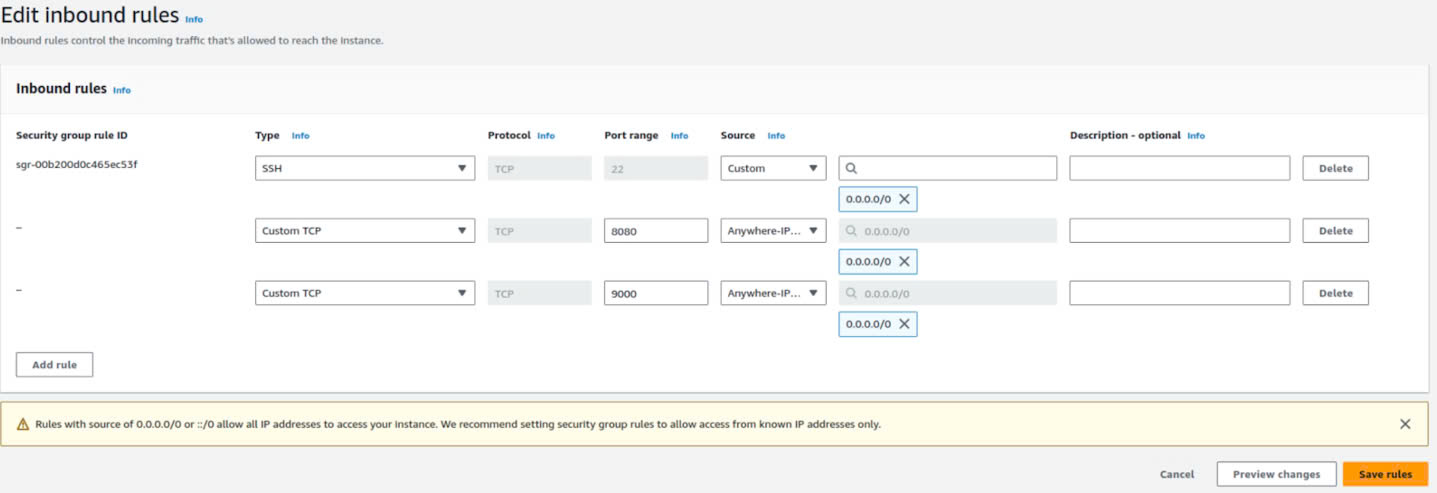 Edit inbound rules Info
Inbound rules control the incoming traffic that's allowed to reach the instance.
Inbound rules Info
Security group rule ID Type Info Protocol Info Port range Info Source Info Description - optional Info
sgr-00b200d0c465ec53f SSH TCP 22 Custom Delete
0.0.0.0/0
– Custom TCP TCP 8080 Anywhere-IP... 0.0.0.0/0 Delete
0.0.0.0/0
– Custom TCP TCP 9000 Anywhere-IP... 0.0.0.0/0 Delete
0.0.0.0/0
Add rule
Rules with source of 0.0.0.0/0 or ::/0 allow all IP addresses to access your instance. We recommend setting security group rules to allow access from known IP addresses only.
Cancel Preview changes Save rules